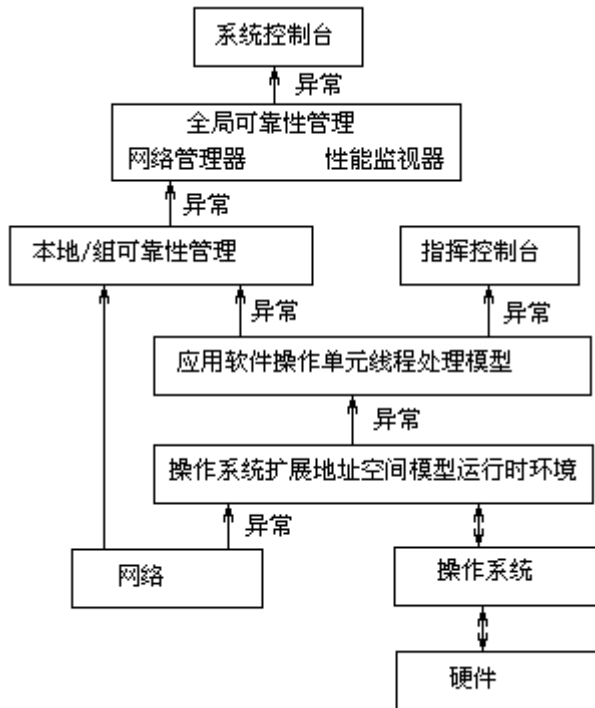 系统控制台
异常
全局可靠性管理
网络管理器 性能监视器
异常
本地/组可靠性管理
指挥控制台
异常
异常
应用软件操作单元线程处理模型
异常
操作系统扩展地址空间模型运行时环境
异常
网络
操作系统
硬件